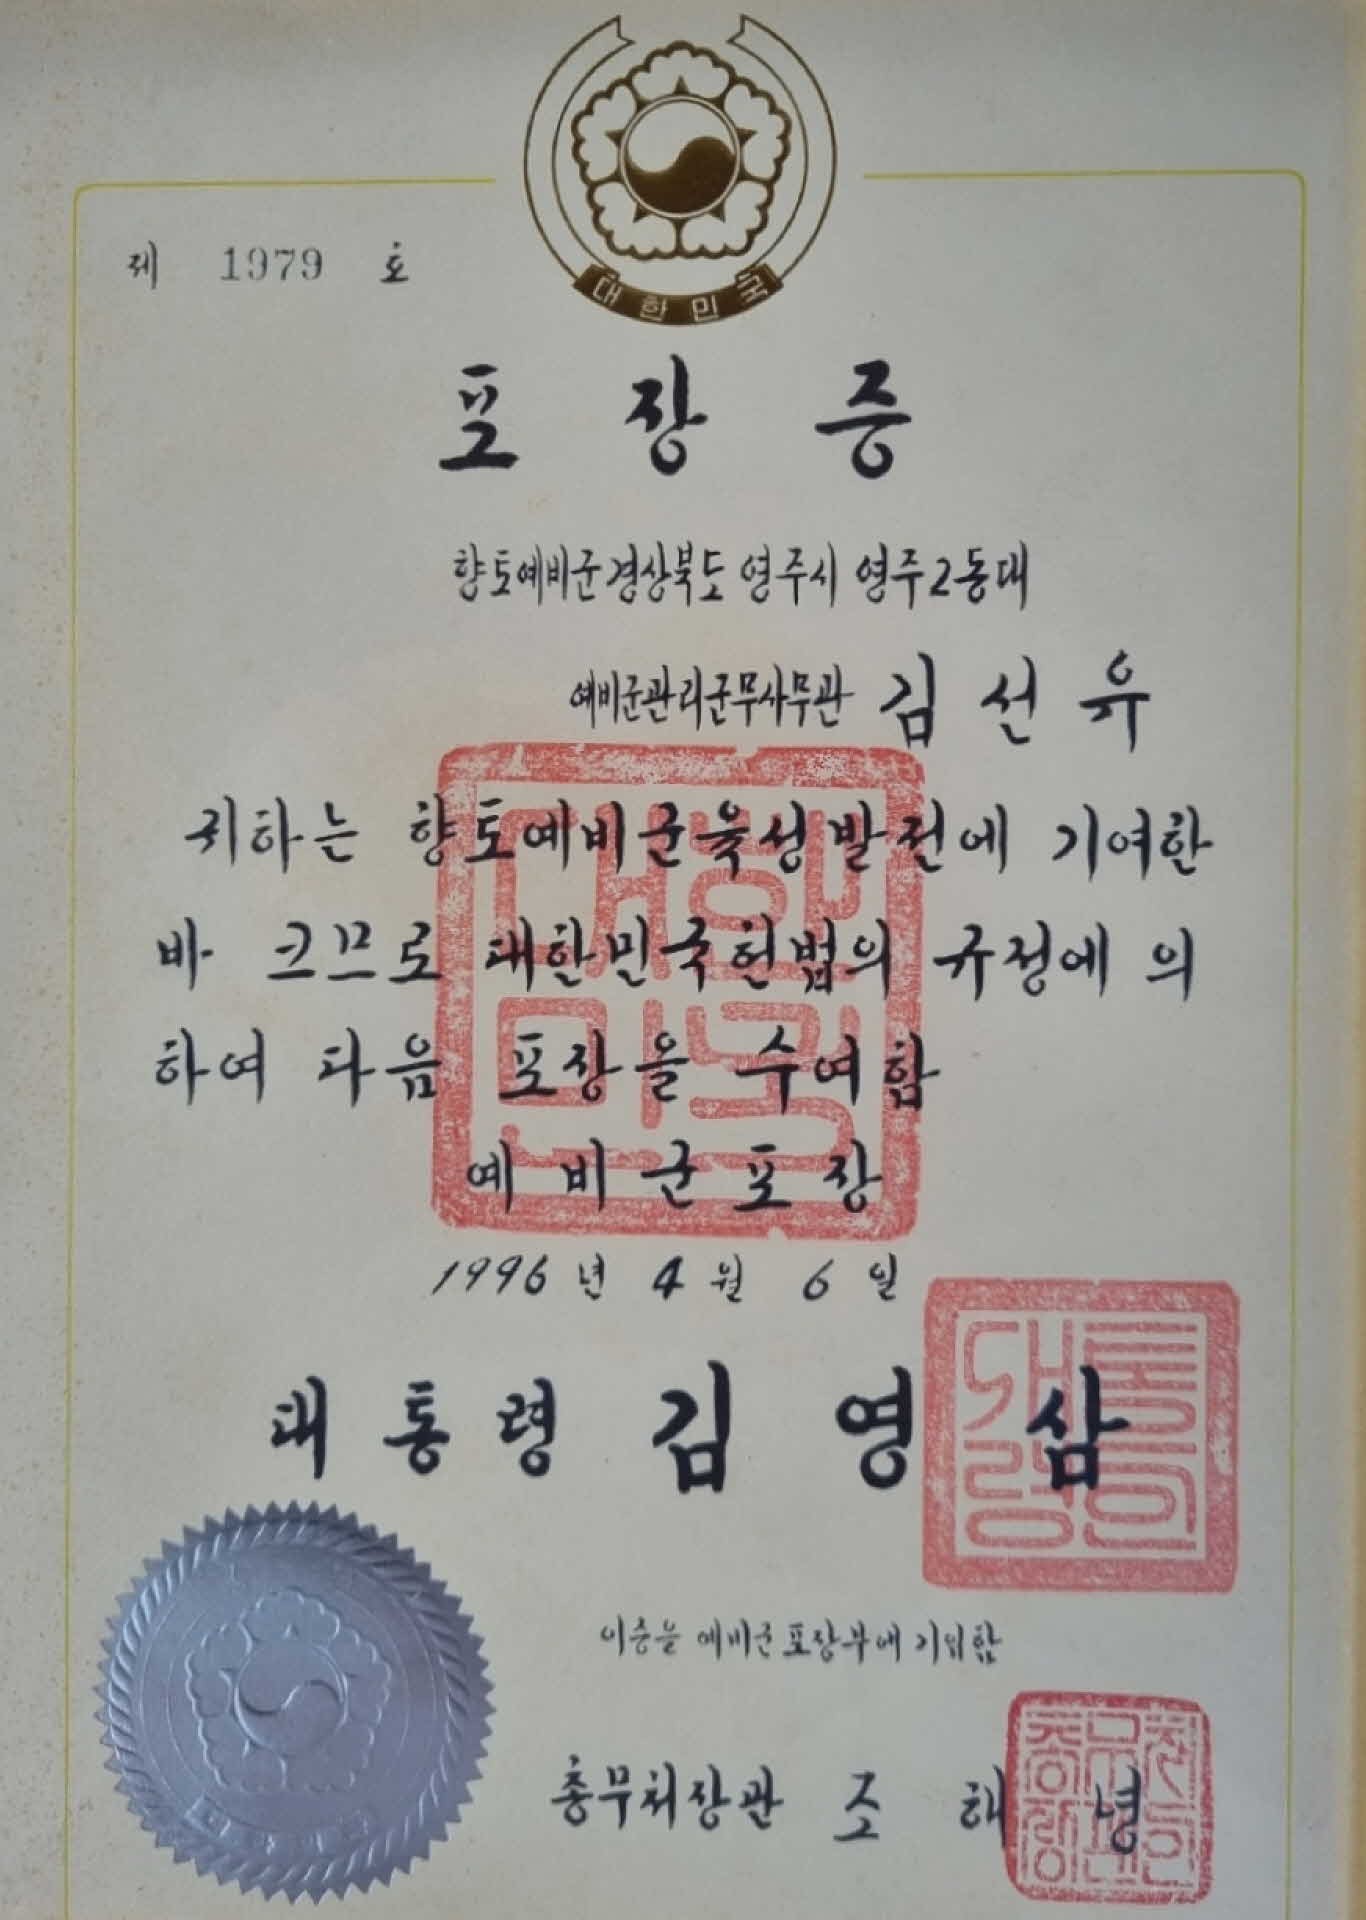 대한민국
제 1979 호
포장증
향토예비군경상북도 영주시 영주2동대
예비군관리군무사무관 김선유
귀하는 향토예비군육성발전에 기여한
바 크므로 대한민국헌법의 규정에 의
하여 다음 포장을 수여함
예비군포장
1996년 4월 6일
대통령 김영삼
이증을 예비군포장부에 기입함
총무처장관 조해녕